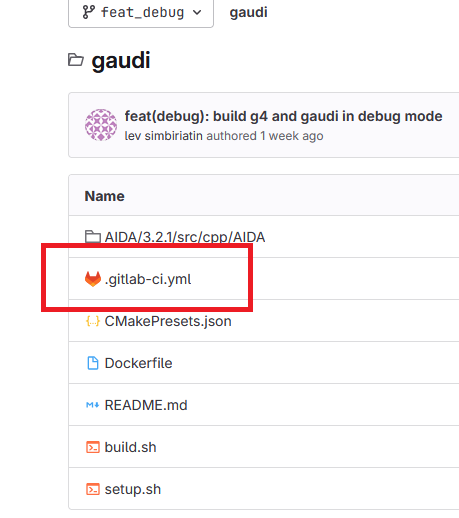 feat_debug gaudi
gaudi
feat(debug): build g4 and gaudi in debug mode
lev simbiriatin authored 1 week ago
Name
AIDA/3.2.1/src/cpp/AIDA
.gitlab-ci.yml
CMakePresets.json
Dockerfile
README.md
build.sh
setup.sh